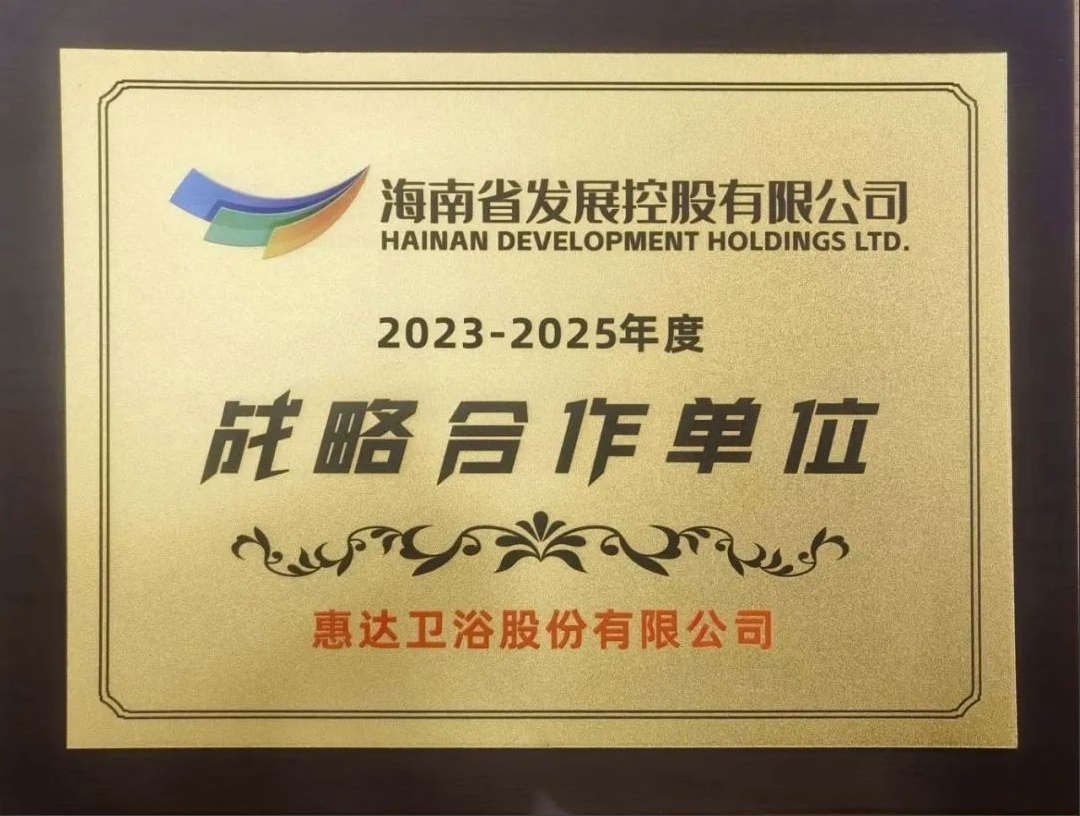 海南省发展控股有限公司
HAINAN DEVELOPMENT HOLDINGS LTD.
2023-2025年度
战略合作单位
惠达卫浴股份有限公司